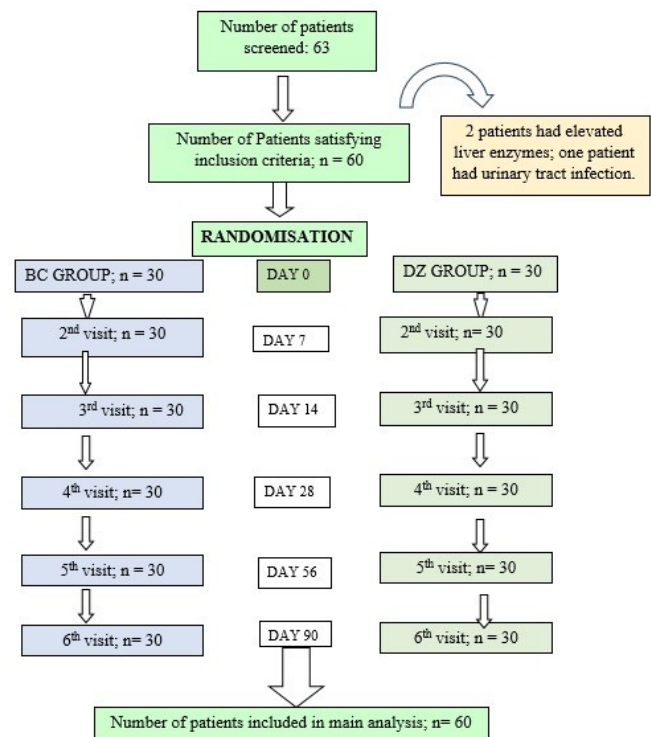 Number of patients
screened: 63
2 patients had elevated
liver enzymes; one patient
had urinary tract infection.
Number of Patients satisfying
inclusion criteria; n = 60
RANDOMISATION
BC GROUP; n = 30
DAY 0
DZ GROUP; n = 30
2nd visit; n = 30
DAY 7
2nd visit; n= 30
3rd visit; n = 30
DAY 14
3rd visit; n = 30
4th visit; n= 30
DAY 28
4th visit; n = 30
5th visit; n = 30
DAY 56
5th visit; n= 30
6th visit; n= 30
DAY 90
6th visit; n = 30
Number of patients included in main analysis; n= 60